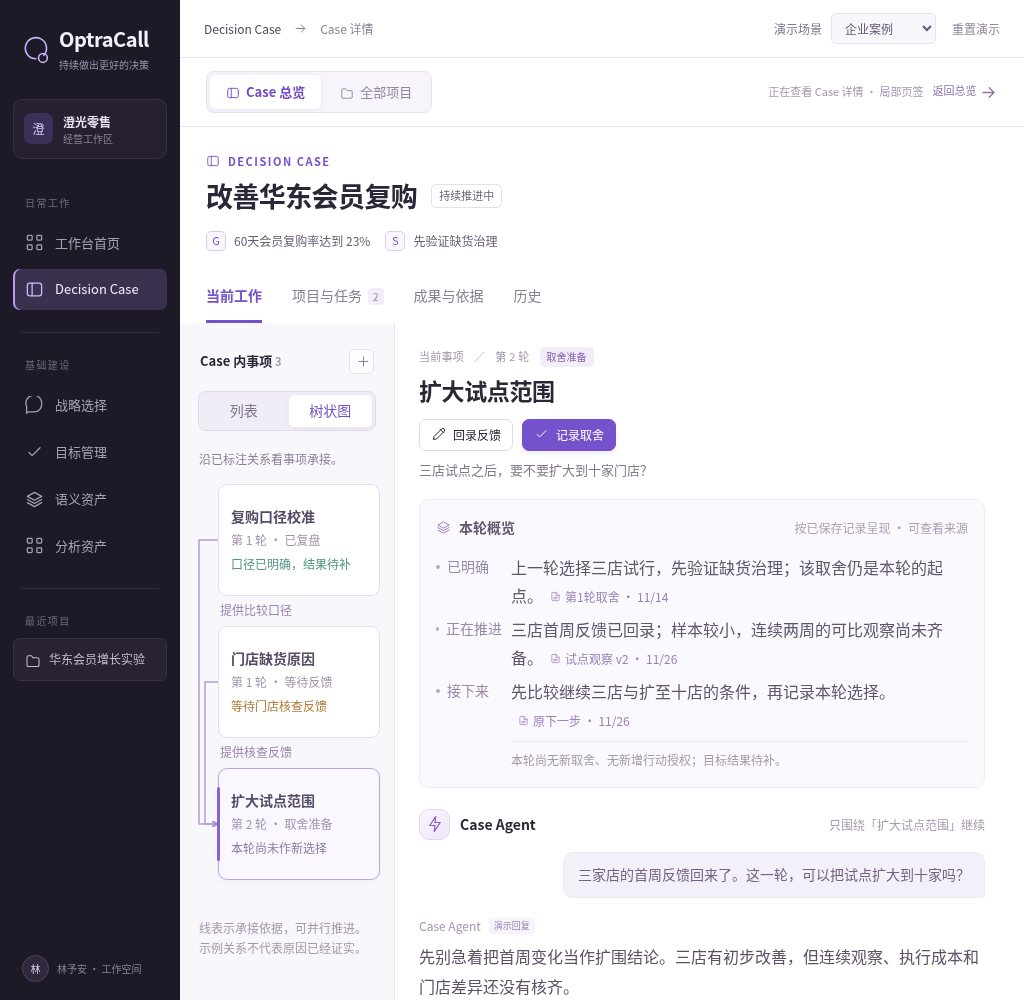 OptraCall
持续做出更好的决策
澄
澄光零售
经营工作区
日常工作
工作台首页
Decision Case
基础建设
战略选择
目标管理
语义资产
分析资产
最近项目
华东会员增长实验
林
林予安 · 工作空间
Decision Case → Case 详情
演示场景 企业案例 重置演示
Case 总览 全部项目
正在查看 Case 详情 · 局部页签 返回总览 →
DECISION CASE
改善华东会员复购 持续推进中
G 60天会员复购率达到 23% S 先验证缺货治理
当前工作 项目与任务 2 成果与依据 历史
Case 内事项 3 +
列表 树状图
沿已标注关系看事项承接。
复购口径校准
第 1 轮 · 已复盘
口径已明确，结果待补
提供比较口径
门店缺货原因
第 1 轮 · 等待反馈
等待门店核查反馈
提供核查反馈
扩大试点范围
第 2 轮 · 取舍准备
本轮尚未作新选择
线表示承接依据，可并行推进。
示例关系不代表原因已经证实。
当前事项 ／ 第 2 轮 取舍准备
扩大试点范围
回录反馈 记录取舍
三店试点之后，要不要扩大到十家门店？
本轮概览 按已保存记录呈现 · 可查看来源
已明确 上一轮选择三店试行，先验证缺货治理；该取舍仍是本轮的起
点。 第1轮取舍 · 11/14
正在推进 三店首周反馈已回录；样本较小，连续两周的可比观察尚未齐
备。 试点观察 v2 · 11/26
接下来 先比较继续三店与扩至十店的条件，再记录本轮选择。
原下一步 · 11/26
本轮尚无新取舍、无新增行动授权；目标结果待补。
Case Agent 只围绕「扩大试点范围」继续
三家店的首周反馈回来了。这一轮，可以把试点扩大到十家吗？
Case Agent 演示回复
先别急着把首周变化当作扩围结论。三店有初步改善，但连续观察、执行成本和
门店差异还没有核齐。